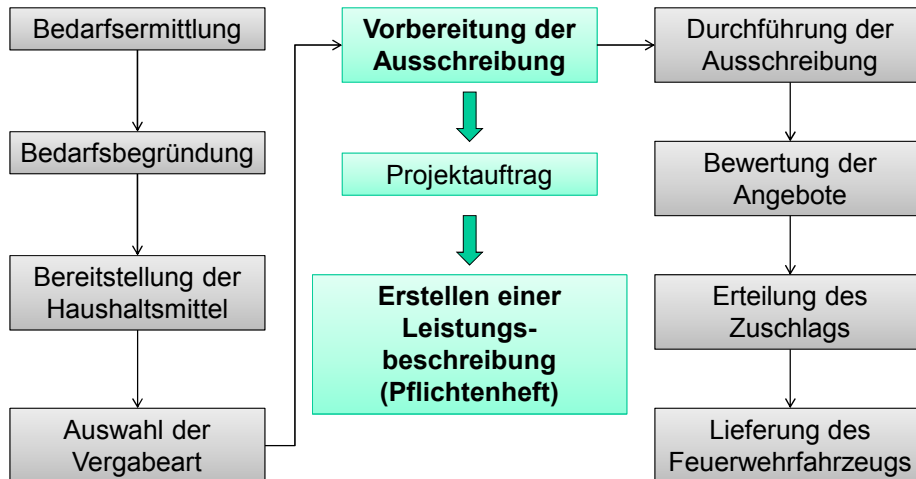 Bedarfsermittlung
Bedarfsbegründung
Bereitstellung der
Haushaltsmittel
Auswahl der
Vergabeart
Vorbereitung der
Ausschreibung
Projektauftrag
Erstellen einer
Leistungs-
beschreibung
(Pflichtenheft)
Durchführung der
Ausschreibung
Bewertung der
Angebote
Erteilung des
Zuschlags
Lieferung des
Feuerwehrfahrzeugs